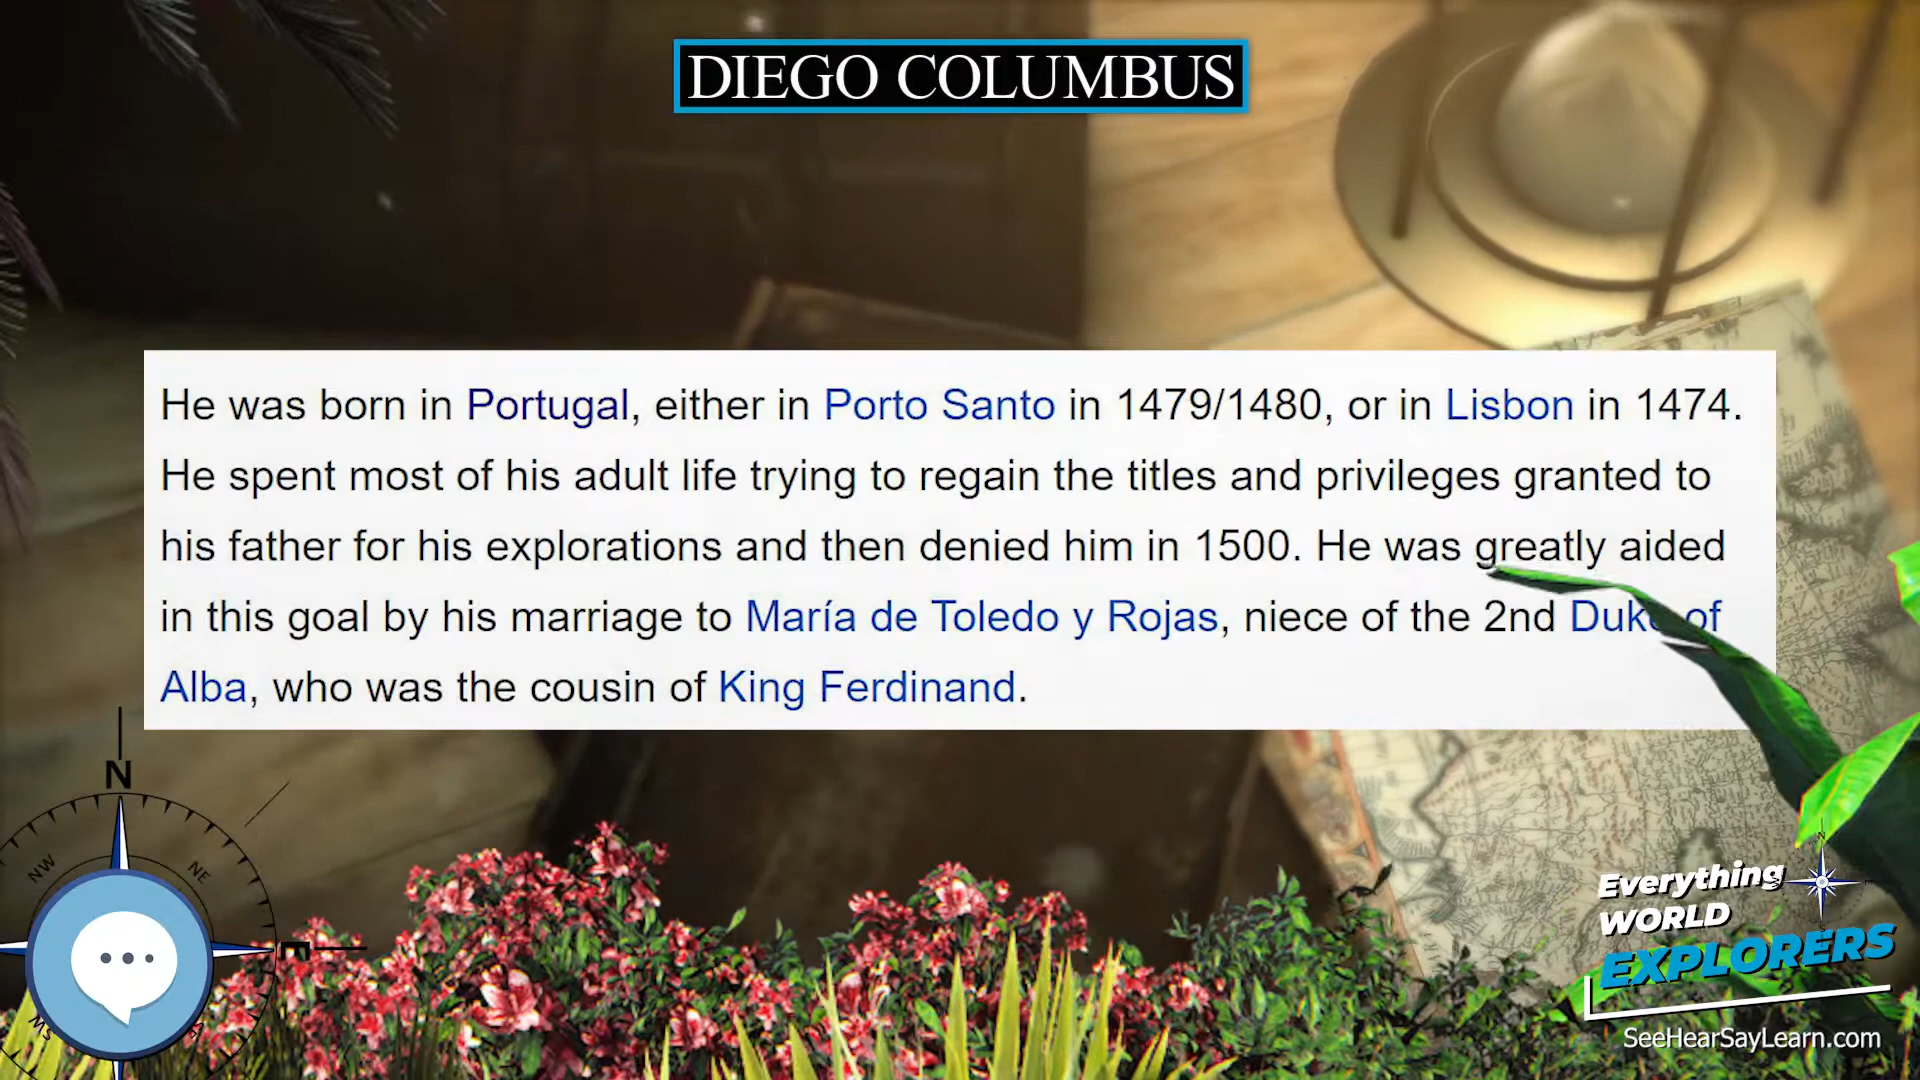 DIEGO COLUMBUS
He was born in Portugal, either in Porto Santo in 1479/1480, or in Lisbon in 1474.
He spent most of his adult life trying to regain the titles and privileges granted to
his father for his explorations and then denied him in 1500. He was greatly aided
in this goal by his marriage to María de Toledo y Rojas, niece of the 2nd Duke of
Alba, who was the cousin of King Ferdinand.
N
NW
NE
E
SW
SE
N
Everything
WORLD
EXPLORERS
SeeHearSayLearn.com